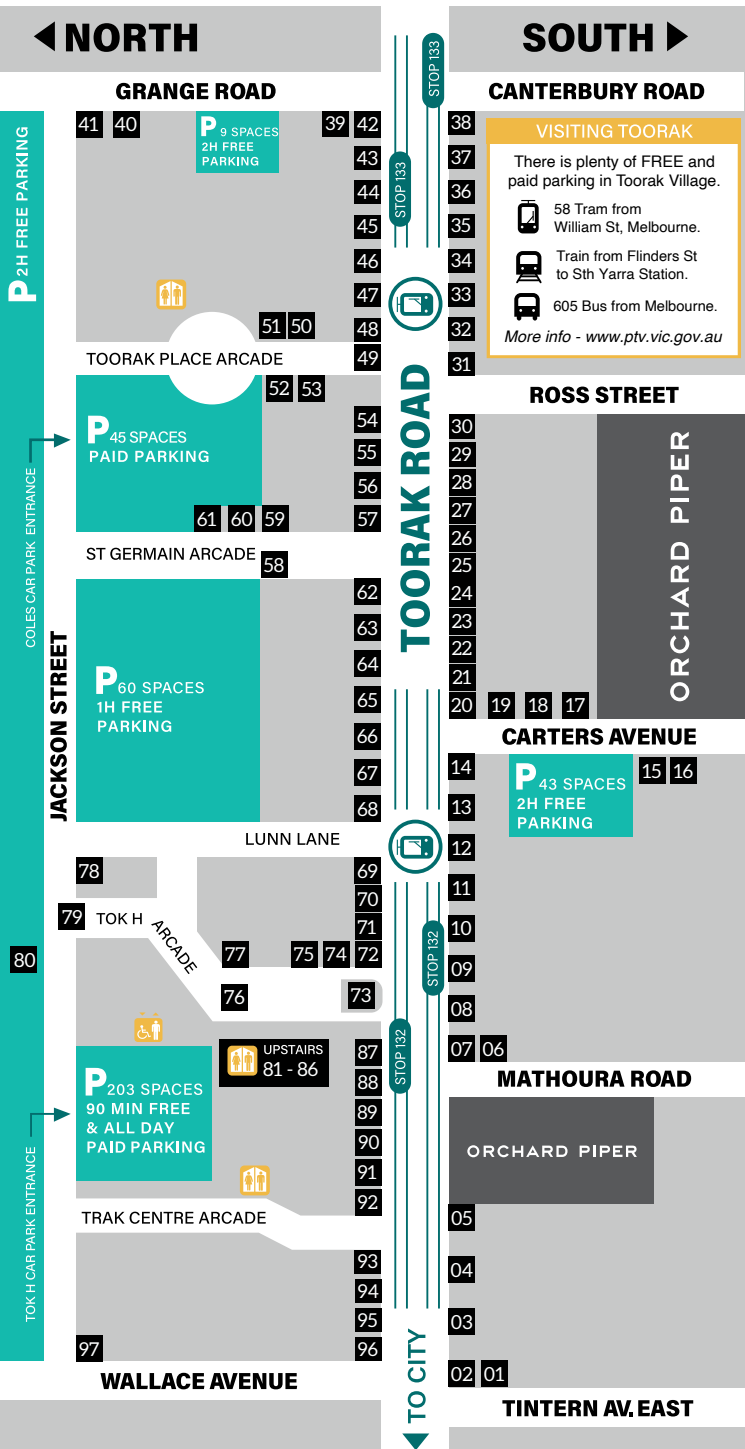 NORTH
SOUTH
STOP 133
GRANGE ROAD
CANTERBURY ROAD
P 2H FREE PARKING
41 40
P 9 SPACES
2H FREE
PARKING
39 42
43
44
45
46
47
51 50
48
TOORAK PLACE ARCADE
49
52 53
P 45 SPACES
PAID PARKING
54
55
56
61 60 59
57
ST GERMAIN ARCADE
58
COLES CAR PARK ENTRANCE
JACKSON STREET
P 60 SPACES
1H FREE
PARKING
62
63
64
65
66
67
68
LUNN LANE
78
69
70
71
79
TOK H
ARCADE
77
75 74 72
80
76
73
UPSTAIRS
81 - 86
P 203 SPACES
90 MIN FREE
& ALL DAY
PAID PARKING
87
88
89
90
91
92
TOK H CAR PARK ENTRANCE
TRAK CENTRE ARCADE
93
94
95
97
96
WALLACE AVENUE
STOP 133
TOORAK ROAD
STOP 132
STOP 132
TO CITY
38
37
36
35
34
33
32
31
VISITING TOORAK
There is plenty of FREE and
paid parking in Toorak Village.
58 Tram from
William St, Melbourne.
Train from Flinders St
to Sth Yarra Station.
605 Bus from Melbourne.
More info - www.ptv.vic.gov.au
ROSS STREET
30
29
28
27
26
25
24
23
22
21
20 19 18 17
ORCHARD PIPER
CARTERS AVENUE
14
P 43 SPACES
2H FREE
PARKING
15 16
13
12
11
10
09
08
07 06
MATHOURA ROAD
ORCHARD PIPER
05
04
03
02 01
TINTERN AV. EAST